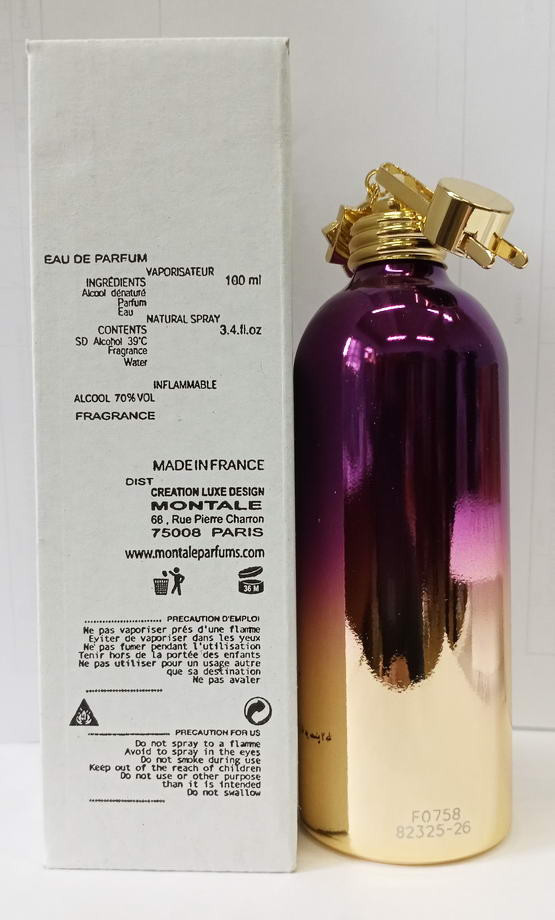 EAU DE PARFUM
VAPORISATEUR
INGRÉDIENTS 100 ml
Alcool dénaturé
Parfum
Eau
NATURAL SPRAY
CONTENTS 3.4.fl.oz
SD Alcohol 39°C
Fragrance
Water
INFLAMMABLE
ALCOOL 70% VOL
FRAGRANCE
MADE IN FRANCE
DIST
CREATION LUXE DESIGN
MONTALE
68 , Rue Pierre Charron
75008 PARIS
www.montaleparfums.com
36 M
PRECAUTION D'EMPLOI
Ne pas vaporiser prés d'une flamme
Eviter de vaporiser dans les yeux
Ne pas fumer pendant l'utilisation
Tenir hors de la portée des enfants
Ne pas utiliser pour un usage autre
que sa destination
Ne pas avaler
PRECAUTION FOR US
Do not spray to a flamme
Avoid to spray in the eyes
Do not smoke during use
Keep out of the reach of children
Do not use or other purpose
than it is intended
Do not swallow
F0758
82325-26